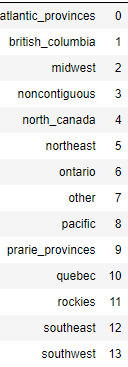 atlantic_provinces 0
british_columbia 1
midwest 2
noncontiguous 3
north_canada 4
northeast 5
ontario 6
other 7
pacific 8
prarie_provinces 9
quebec 10
rockies 11
southeast 12
southwest 13